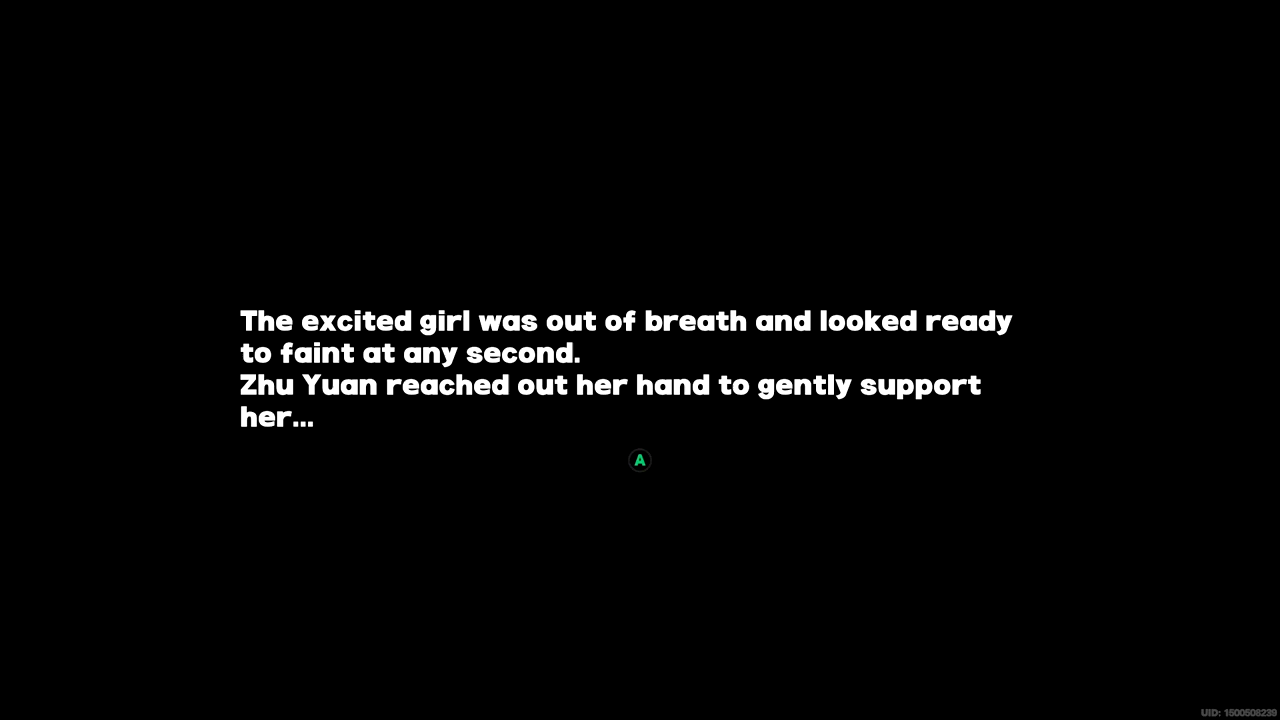 The excited girl was out of breath and looked ready
to faint at any second.
Zhu Yuan reached out her hand to gently support
her...
A
UID: 1500508239